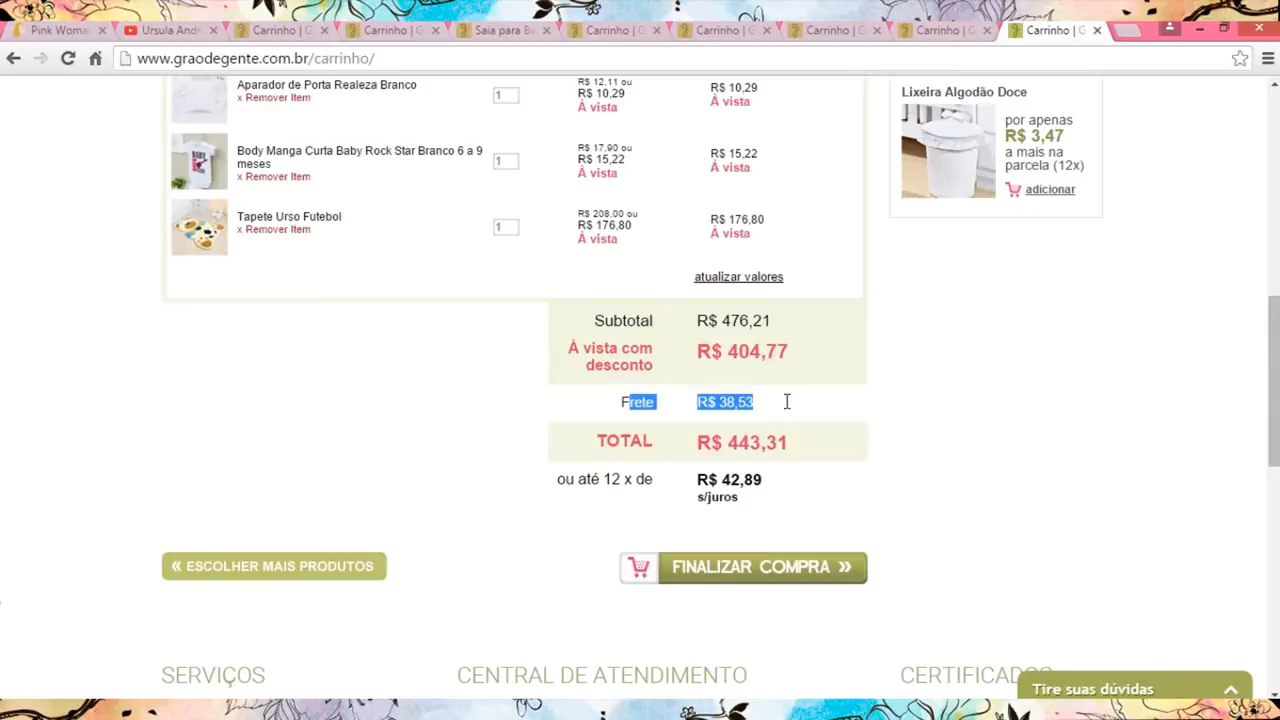 Pink Woma
Ursula And
Carrinho | G
Carrinho | G
Saia para B
Carrinho | G
Carrinho | G
Carrinho | G
Carrinho | G
Carrinho | G
www.graodegente.com.br/carrinho/
Aparador de Porta Realeza Branco
x Remover Item
1
R$ 12,11 ou
R$ 10,29
À vista
R$ 10,29
À vista
Body Manga Curta Baby Rock Star Branco 6 a 9
meses
x Remover Item
1
R$ 17,90 ou
R$ 15,22
À vista
R$ 15,22
À vista
Tapete Urso Futebol
x Remover Item
1
R$ 208,00 ou
R$ 176,80
À vista
R$ 176,80
À vista
atualizar valores
Subtotal R$ 476,21
À vista com
desconto
R$ 404,77
Frete R$ 38,53
TOTAL R$ 443,31
ou até 12 x de R$ 42,89
s/juros
« ESCOLHER MAIS PRODUTOS
FINALIZAR COMPRA »
Lixeira Algodão Doce
por apenas
R$ 3,47
a mais na
parcela (12x)
adicionar
SERVIÇOS
CENTRAL DE ATENDIMENTO
CERTIFICADOS
Tire suas dúvidas